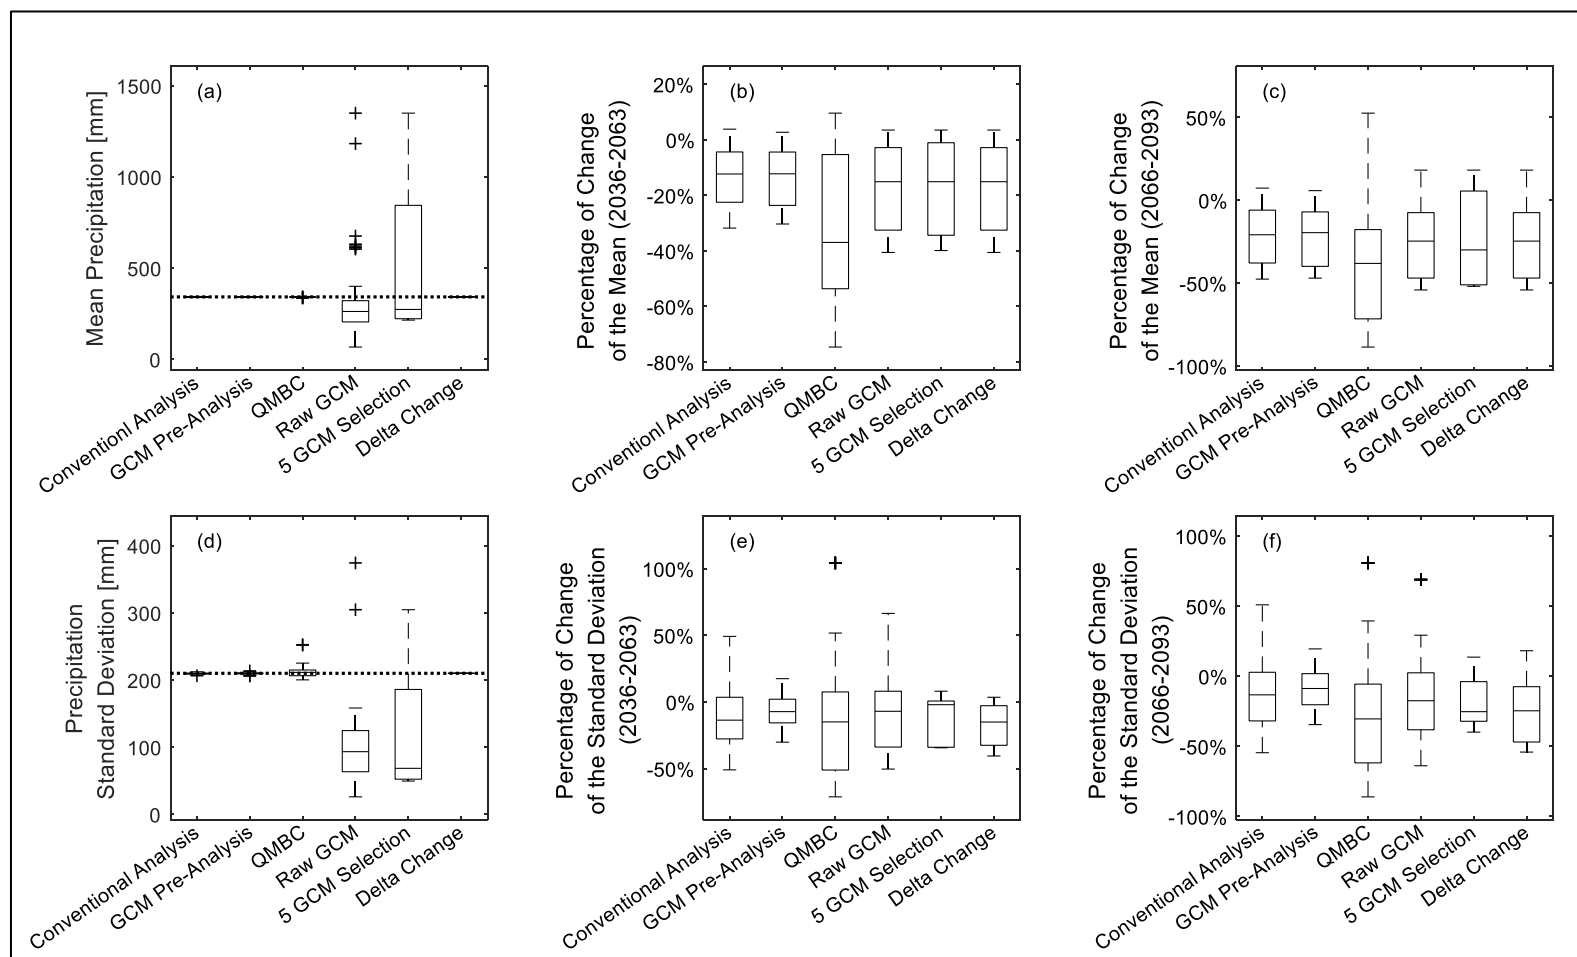 (a)
Mean Precipitation [mm]
1500
1000
500
0
Conventionl Analysis
GCM Pre-Analysis
QMBC
Raw GCM
5 GCM Selection
Delta Change
(b)
Percentage of Change
of the Mean (2036-2063)
20%
0%
-20%
-40%
-60%
-80%
Conventionl Analysis
GCM Pre-Analysis
QMBC
Raw GCM
5 GCM Selection
Delta Change
(c)
Percentage of Change
of the Mean (2066-2093)
50%
0%
-50%
-100%
Conventionl Analysis
GCM Pre-Analysis
QMBC
Raw GCM
5 GCM Selection
Delta Change
(d)
Precipitation
Standard Deviation [mm]
400
300
200
100
0
Conventional Analysis
GCM Pre-Analysis
QMBC
Raw GCM
5 GCM Selection
Delta Change
(e)
Percentage of Change
of the Standard Deviation
(2036-2063)
100%
50%
0%
-50%
Conventional Analysis
GCM Pre-Analysis
QMBC
Raw GCM
5 GCM Selection
Delta Change
(f)
Percentage of Change
of the Standard Deviation
(2066-2093)
100%
50%
0%
-50%
-100%
Conventional Analysis
GCM Pre-Analysis
QMBC
Raw GCM
5 GCM Selection
Delta Change